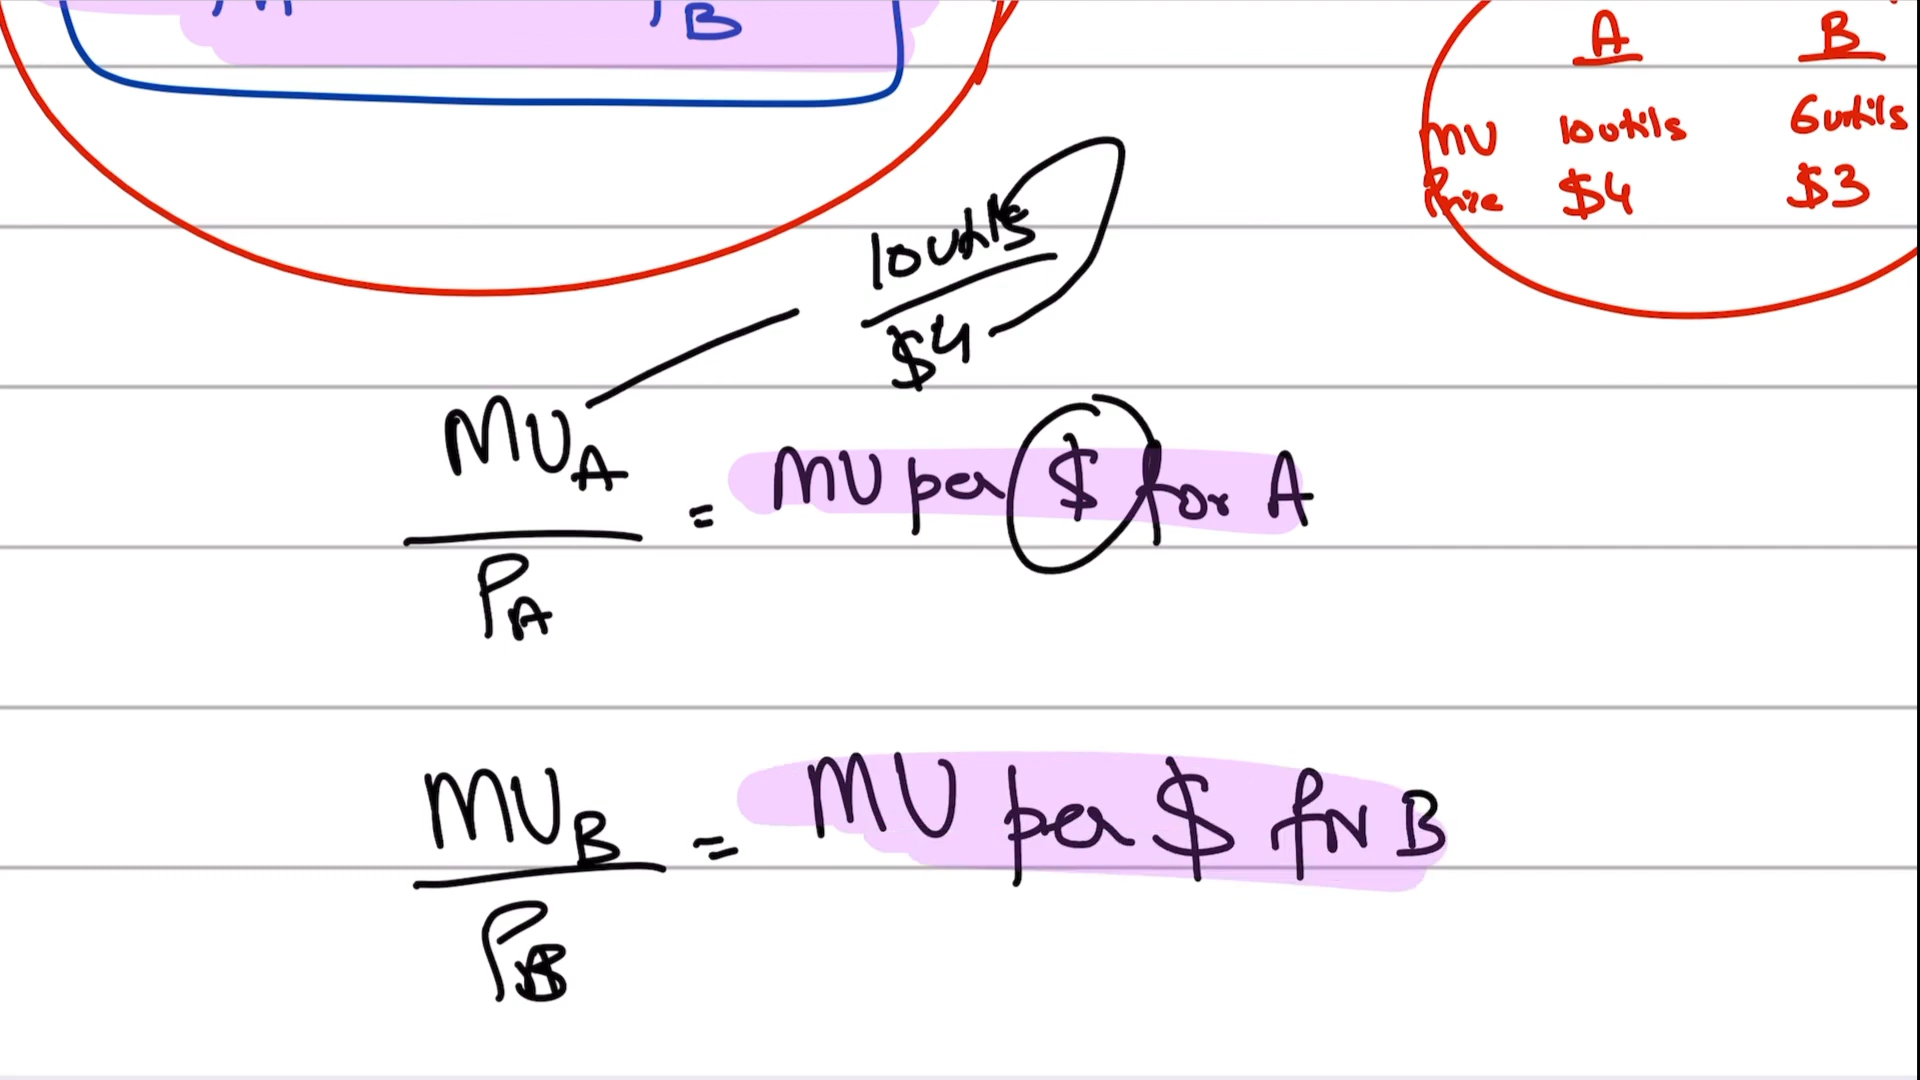 B
A B
MU 10utils 6utils
Price $4 $3
10utils
$4
MUA
= MU per $ for A
PA
MUB
= MU per $ for B
PB